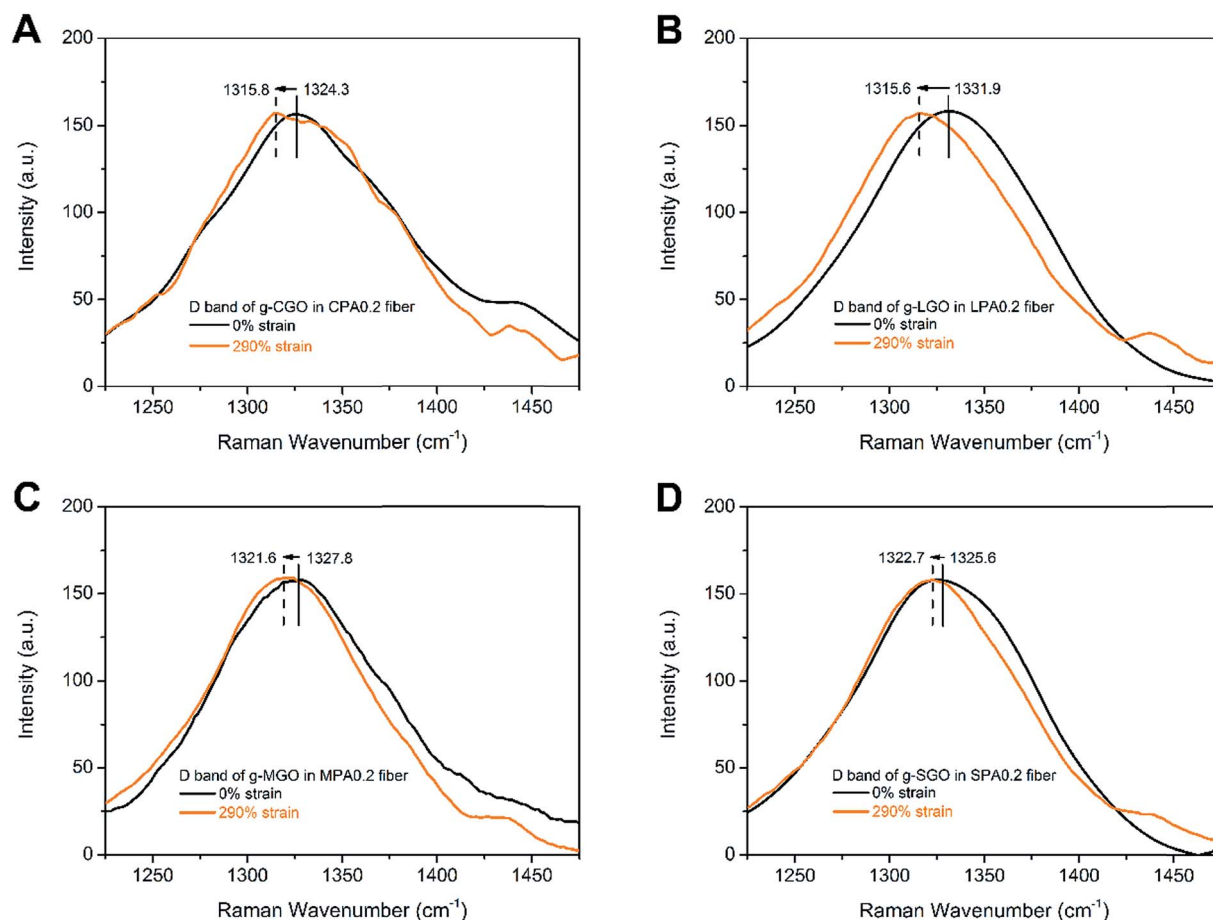 A
200
150
100
50
0
Intensity (a.u.)
1315.8
1324.3
D band of g-CGO in CPA0.2 fiber
0% strain
290% strain
1250 1300 1350 1400 1450
Raman Wavenumber (cm⁻¹)
B
200
150
100
50
0
Intensity (a.u.)
1315.6
1331.9
D band of g-LGO in LPA0.2 fiber
0% strain
290% strain
1250 1300 1350 1400 1450
Raman Wavenumber (cm⁻¹)
C
200
150
100
50
0
Intensity (a.u.)
1321.6
1327.8
D band of g-MGO in MPA0.2 fiber
0% strain
290% strain
1250 1300 1350 1400 1450
Raman Wavenumber (cm⁻¹)
D
200
150
100
50
0
Intensity (a.u.)
1322.7
1325.6
D band of g-SGO in SPA0.2 fiber
0% strain
290% strain
1250 1300 1350 1400 1450
Raman Wavenumber (cm⁻¹)